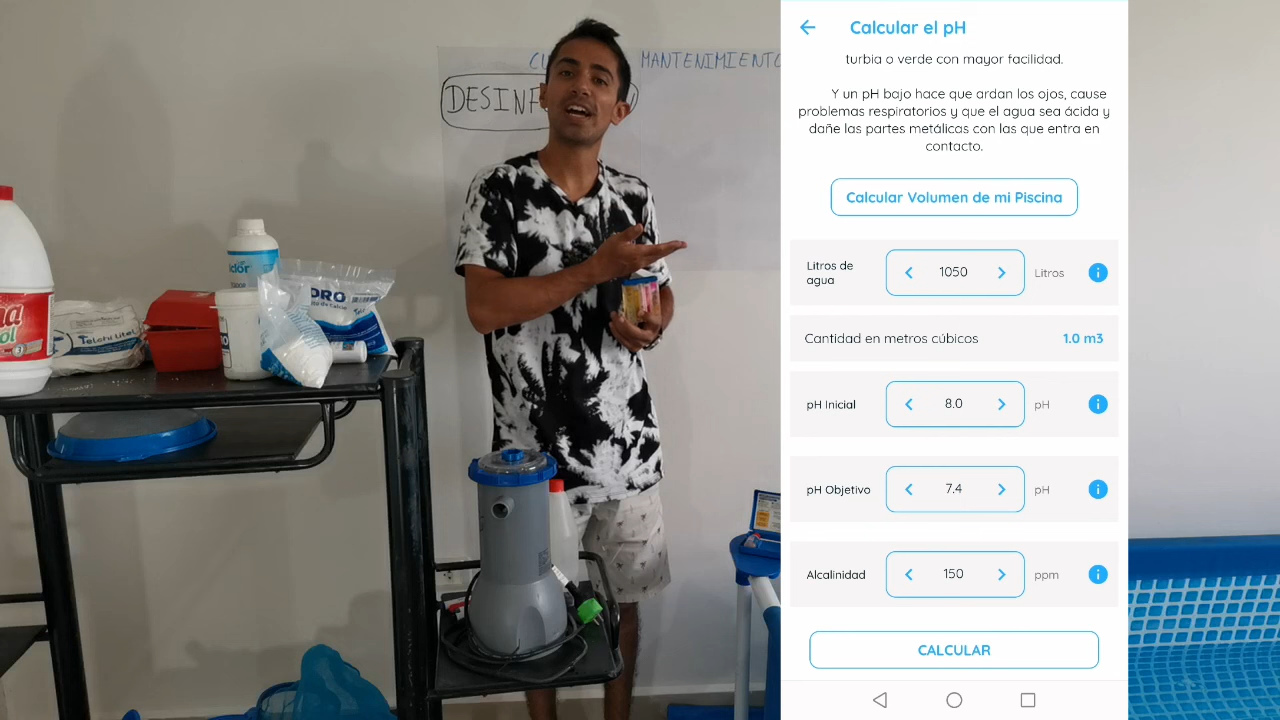 CU
MANTENIMIENTO
DESINF
clor
ORO
Calcular el pH
turbia o verde con mayor facilidad.
Y un pH bajo hace que ardan los ojos, cause
problemas respiratorios y que el agua sea ácida y
dañe las partes metálicas con las que entra en
contacto.
Calcular Volumen de mi Piscina
Litros de
agua
1050
Litros
i
Cantidad en metros cúbicos
1.0 m3
pH Inicial
8.0
pH
i
pH Objetivo
7.4
pH
i
Alcalinidad
150
ppm
i
CALCULAR